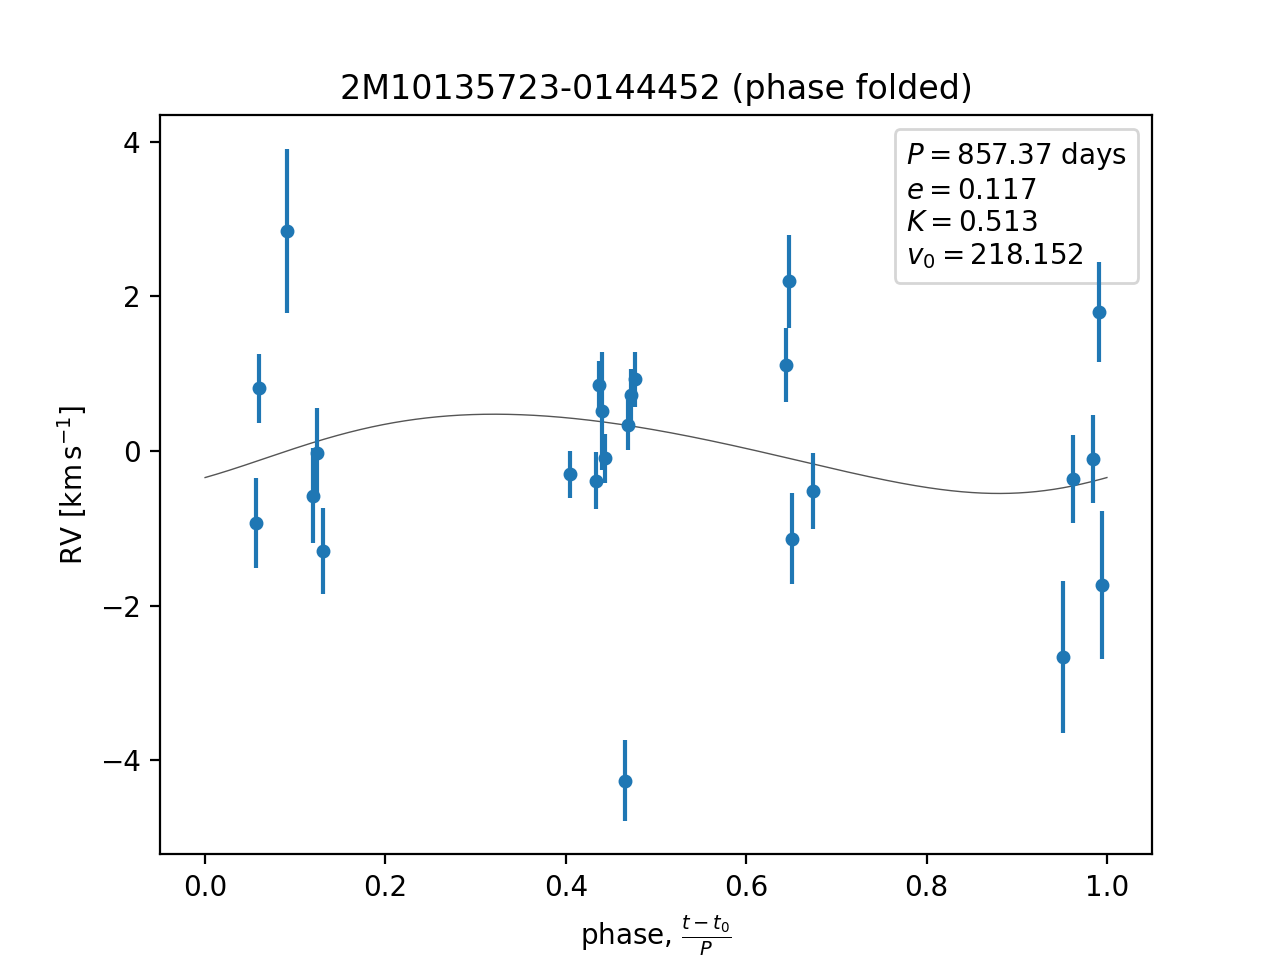 2M10135723-0144452 (phase folded)
P = 857.37 days
e = 0.117
K = 0.513
v₀ = 218.152
4
2
0
−2
−4
RV [km s⁻¹]
0.0 0.2 0.4 0.6 0.8 1.0
phase, (t − t₀)/P